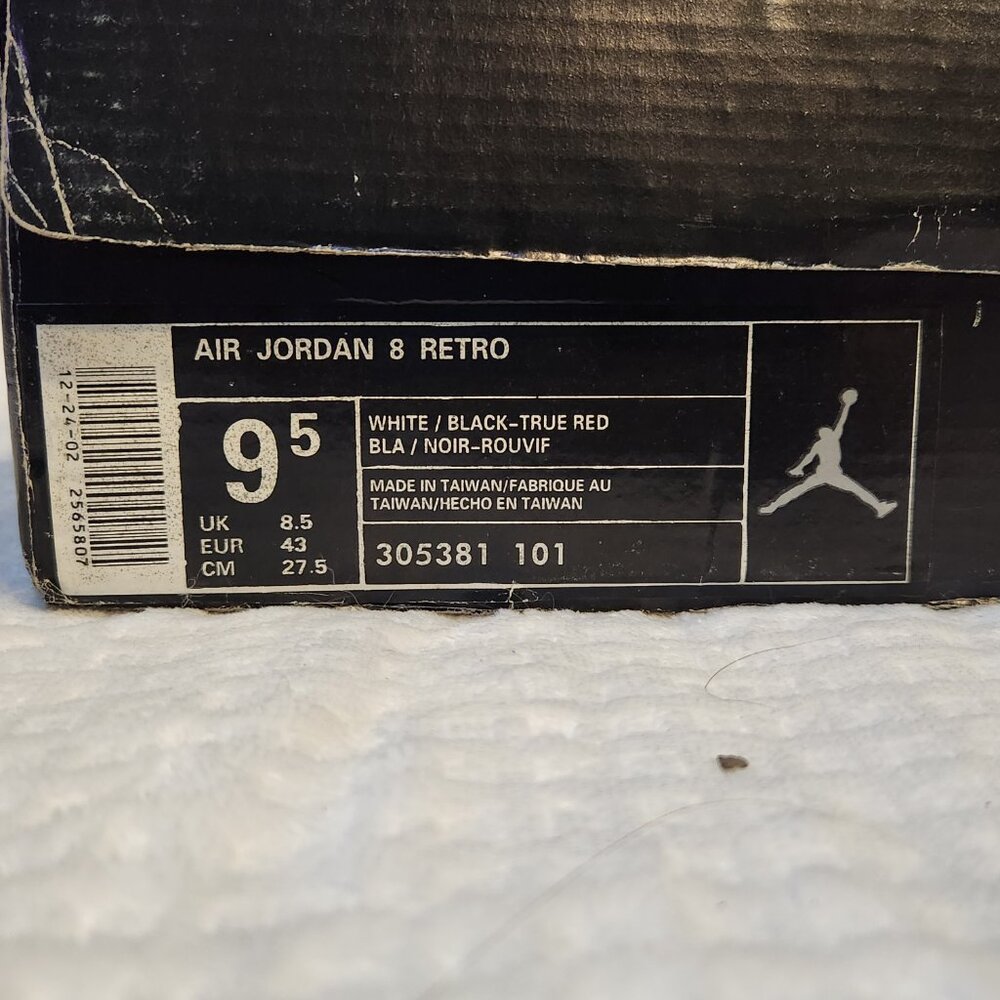 12-24-02 2565807
AIR JORDAN 8 RETRO
9⁵
UK 8.5
EUR 43
CM 27.5
WHITE / BLACK-TRUE RED
BLA / NOIR-ROUVIF
MADE IN TAIWAN/FABRIQUE AU
TAIWAN/HECHO EN TAIWAN
305381 101